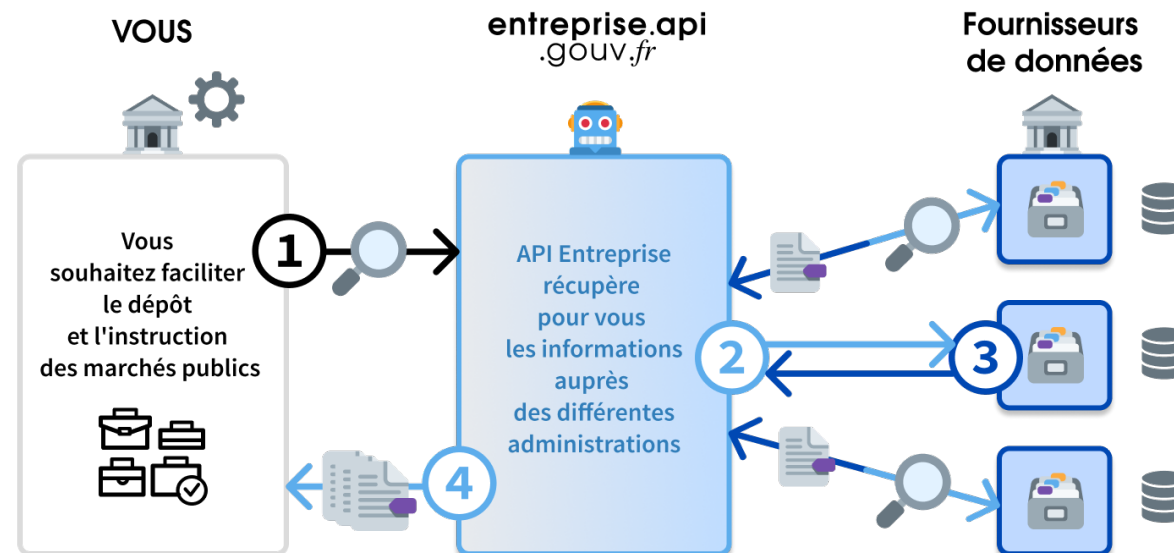 VOUS
entreprise.api
.gouv.fr
Fournisseurs
de données
1
Vous
souhaitez faciliter
le dépôt
et l'instruction
des marchés publics
API Entreprise
récupère
pour vous
les informations
auprès
des différentes
administrations
2
3
4